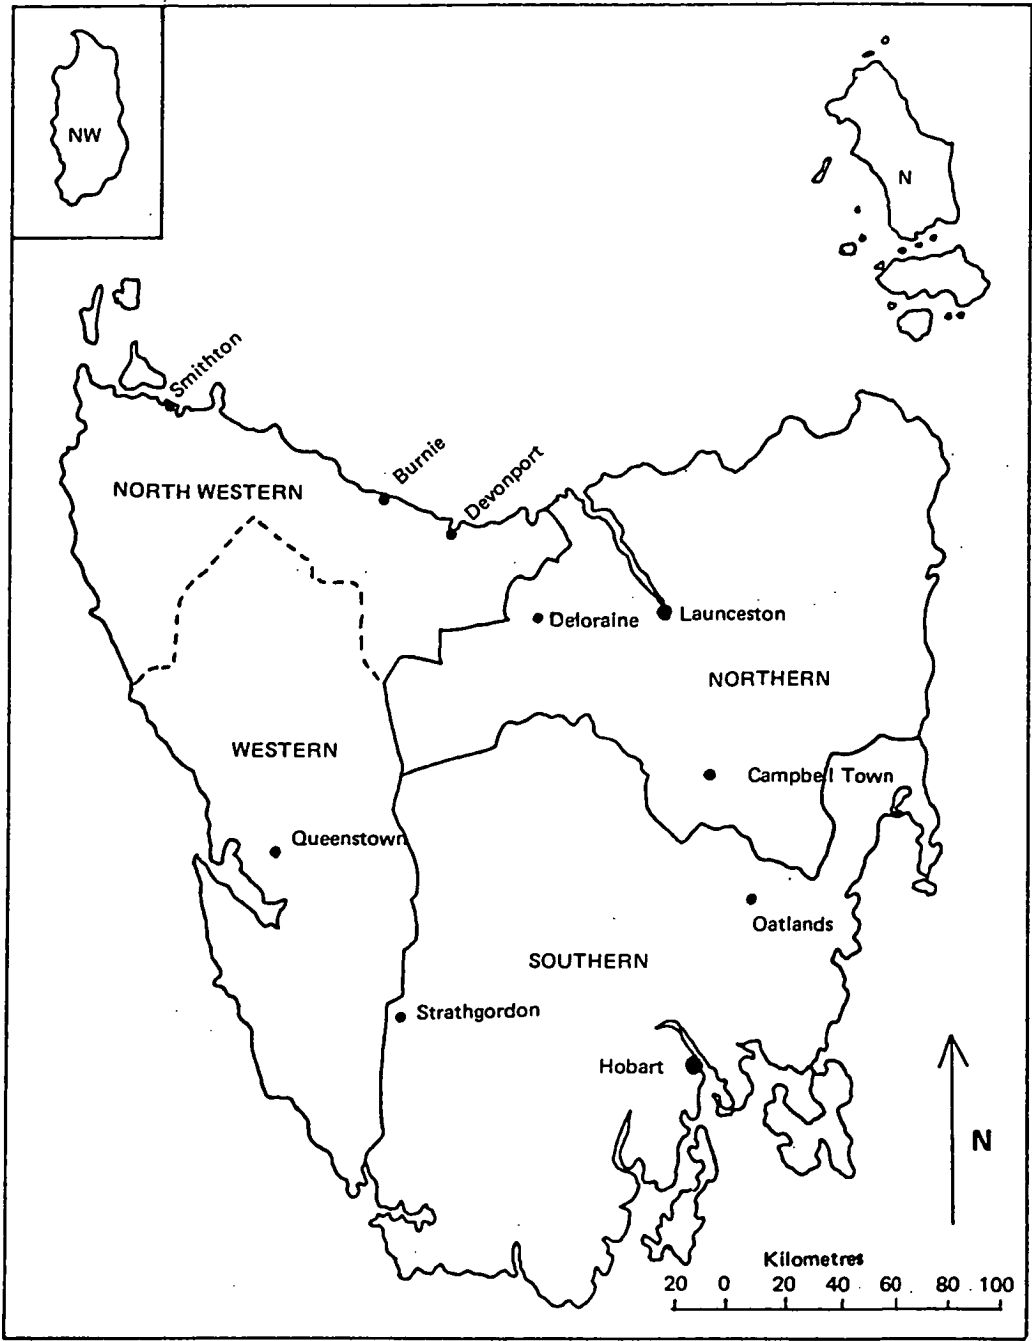 NW
N
Smithton
Burnie
Devonport
NORTH WESTERN
Deloraine
Launceston
NORTHERN
WESTERN
Campbell Town
Queenstown
Oatlands
SOUTHERN
Strathgordon
Hobart
N
Kilometres
20 0 20 40 60 80 100